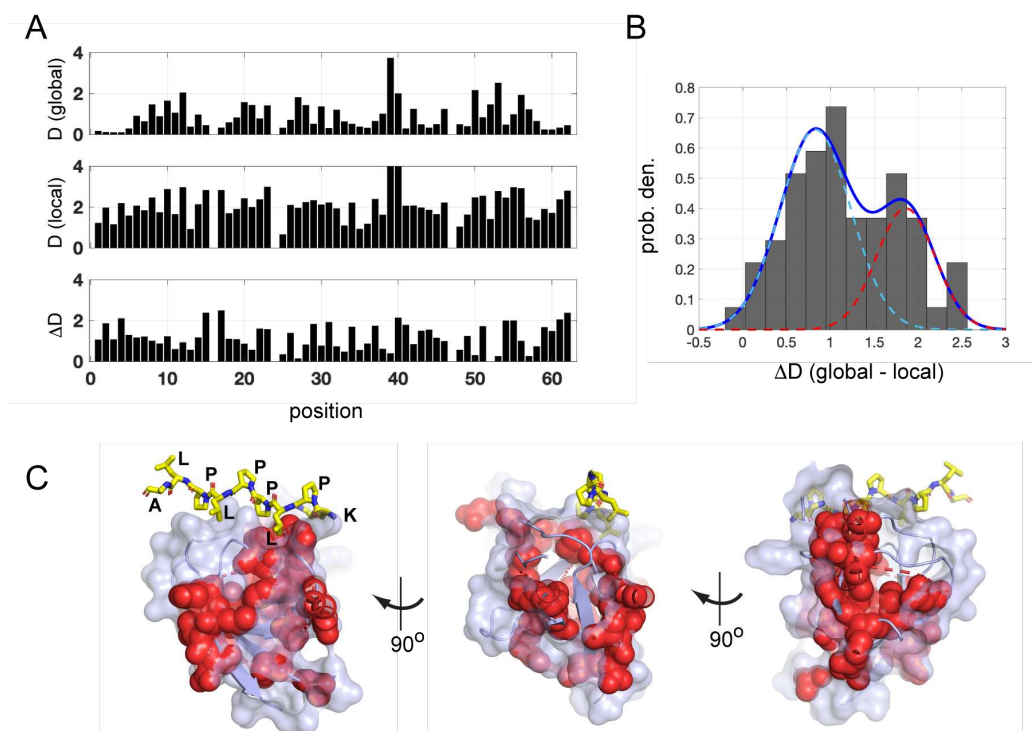 A
4
2
0
D (global)
4
2
0
D (local)
4
2
0
ΔD
0 10 20 30 40 50 60
position
B
0.8
0.7
0.6
0.5
0.4
0.3
0.2
0.1
0
prob. den.
-0.5 0 0.5 1 1.5 2 2.5 3
ΔD (global - local)
C
A L P L P P L P K
90o
90o